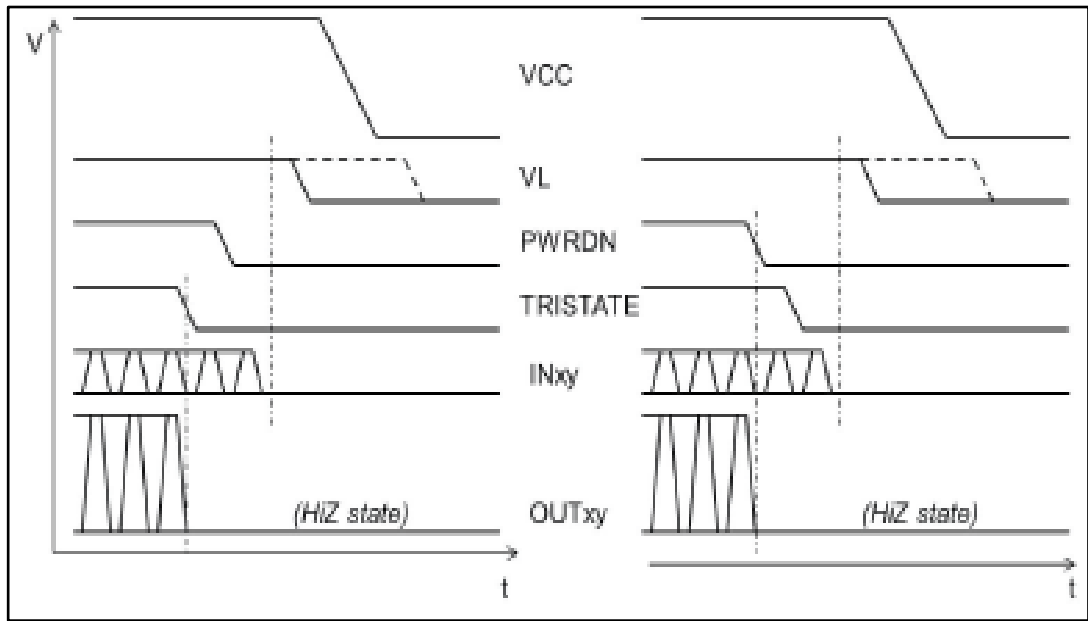 V
VCC
VL
PWRDN
TRISTATE
INxy
(HiZ state)
OUTxy
(HiZ state)
t
t